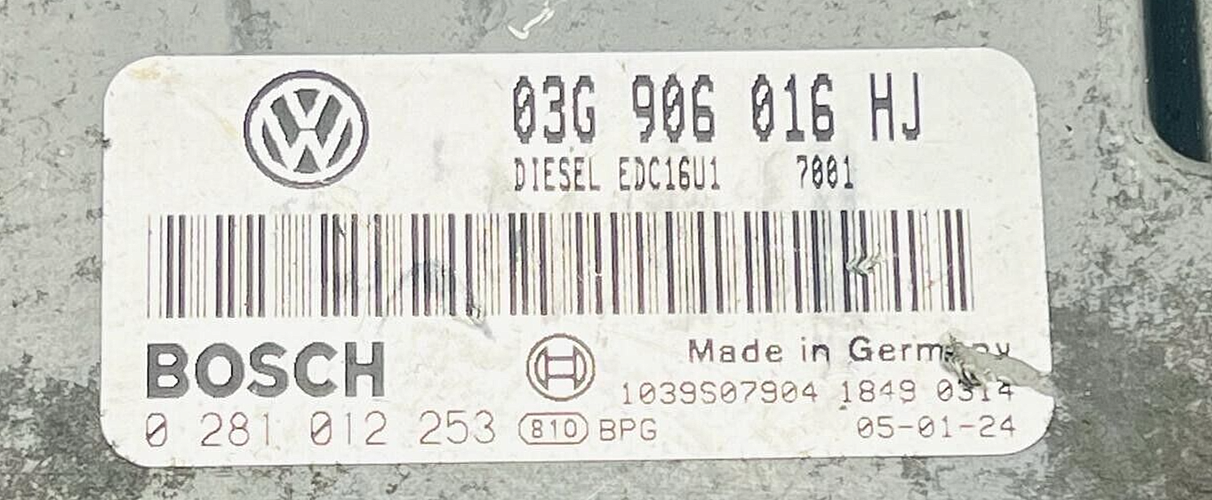 03G 906 016 HJ
DIESEL EDC16U1 7001
BOSCH
Made in Germany
1039S07904 1849 0314
0 281 012 253 810 BPG
05-01-24